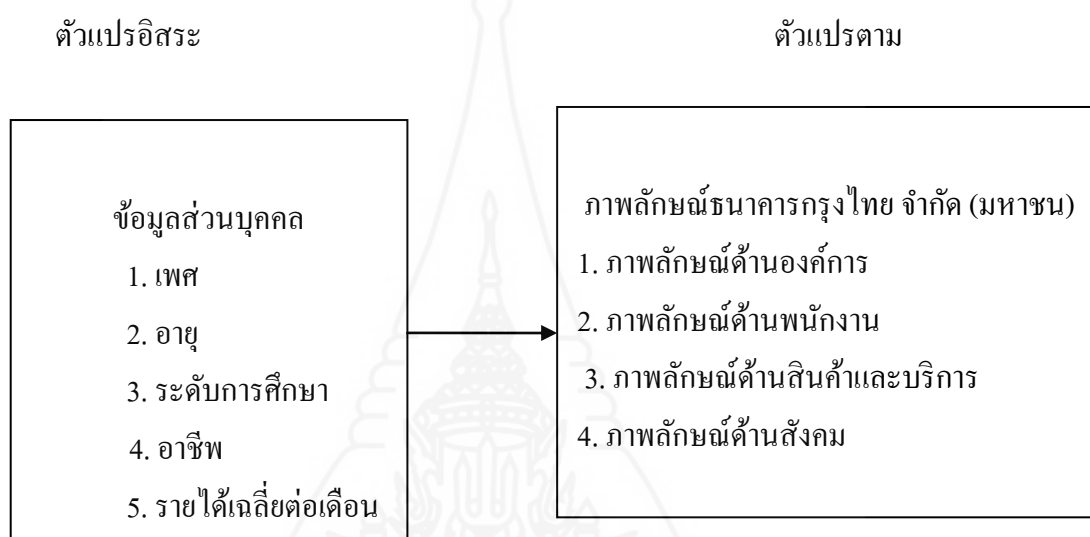 ตัวแปรอิสระ
ตัวแปรตาม
ข้อมูลส่วนบุคคล
1. เพศ
2. อายุ
3. ระดับการศึกษา
4. อาชีพ
5. รายได้เฉลี่ยต่อเดือน
ภาพลักษณ์ธนาคารกรุงไทย จำกัด (มหาชน)
1. ภาพลักษณ์ด้านองค์การ
2. ภาพลักษณ์ด้านพนักงาน
3. ภาพลักษณ์ด้านสินค้าและบริการ
4. ภาพลักษณ์ด้านสังคม